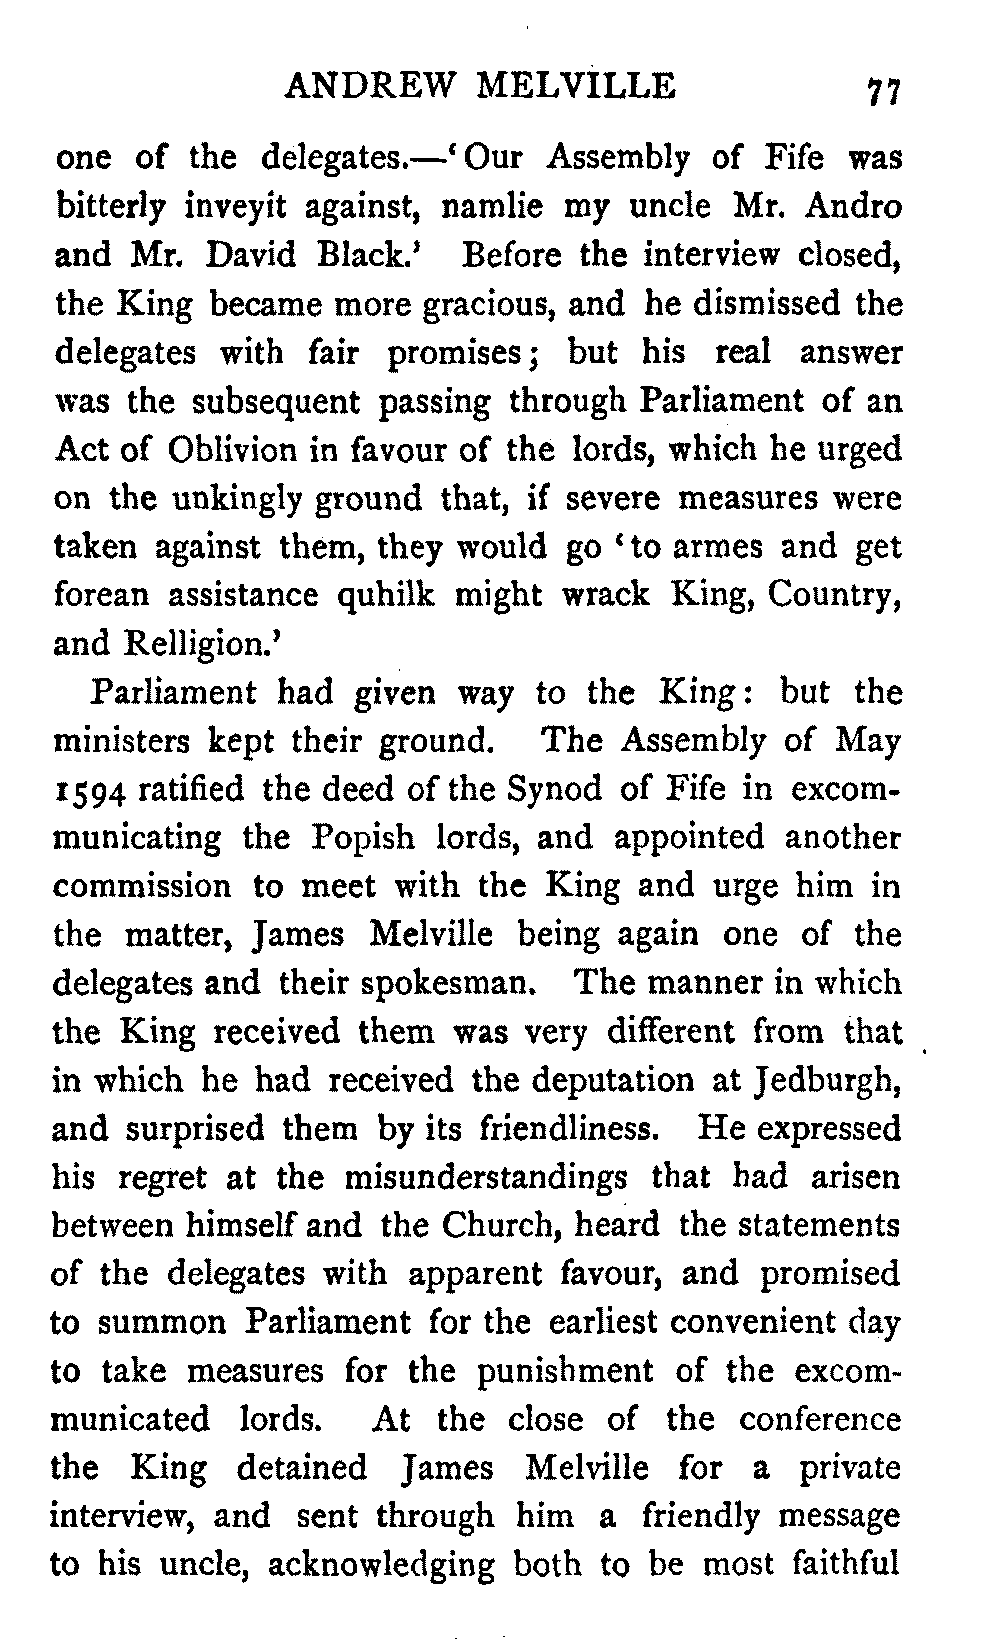 ANDREW MELVILLE 77
one of the delegates.—‘Our Assembly of Fife was
bitterly inveyit against, namlie my uncle Mr. Andro
and Mr. David Black.’ Before the interview closed,
the King became more gracious, and he dismissed the
delegates with fair promises; but his real answer
was the subsequent passing through Parliament of an
Act of Oblivion in favour of the lords, which he urged
on the unkingly ground that, if severe measures were
taken against them, they would go ‘to armes and get
forean assistance quhilk might wrack King, Country,
and Relligion.’
Parliament had given way to the King: but the
ministers kept their ground. The Assembly of May
1594 ratified the deed of the Synod of Fife in excom-
municating the Popish lords, and appointed another
commission to meet with the King and urge him in
the matter, James Melville being again one of the
delegates and their spokesman. The manner in which
the King received them was very different from that
in which he had received the deputation at Jedburgh,
and surprised them by its friendliness. He expressed
his regret at the misunderstandings that had arisen
between himself and the Church, heard the statements
of the delegates with apparent favour, and promised
to summon Parliament for the earliest convenient day
to take measures for the punishment of the excom-
municated lords. At the close of the conference
the King detained James Melville for a private
interview, and sent through him a friendly message
to his uncle, acknowledging both to be most faithful